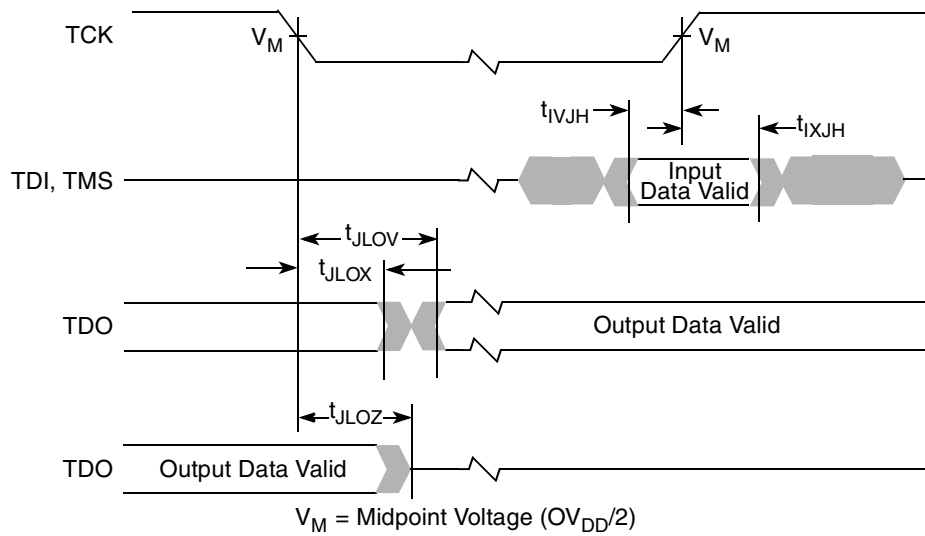 TCK
V_M
V_M
t_IVJH
t_IXJH
TDI, TMS
Input
Data Valid
t_JLOV
t_JLOX
TDO
Output Data Valid
t_JLOZ
TDO
Output Data Valid
V_M = Midpoint Voltage (OV_DD/2)